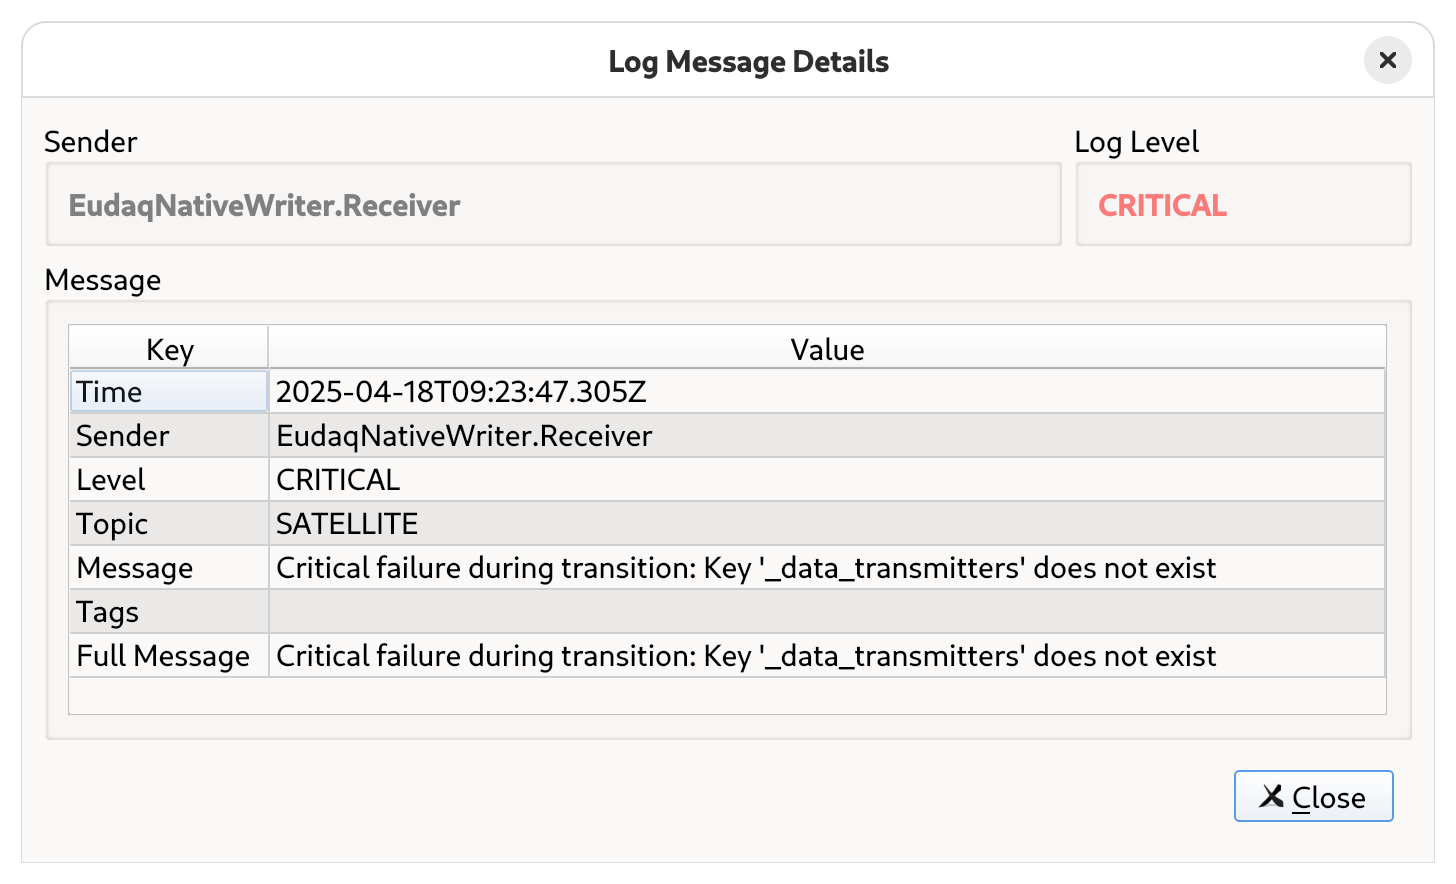 Log Message Details
Sender
Log Level
EudaqNativeWriter.Receiver
CRITICAL
Message
Key Value
Time 2025-04-18T09:23:47.305Z
Sender EudaqNativeWriter.Receiver
Level CRITICAL
Topic SATELLITE
Message Critical failure during transition: Key '_data_transmitters' does not exist
Tags
Full Message Critical failure during transition: Key '_data_transmitters' does not exist
Close